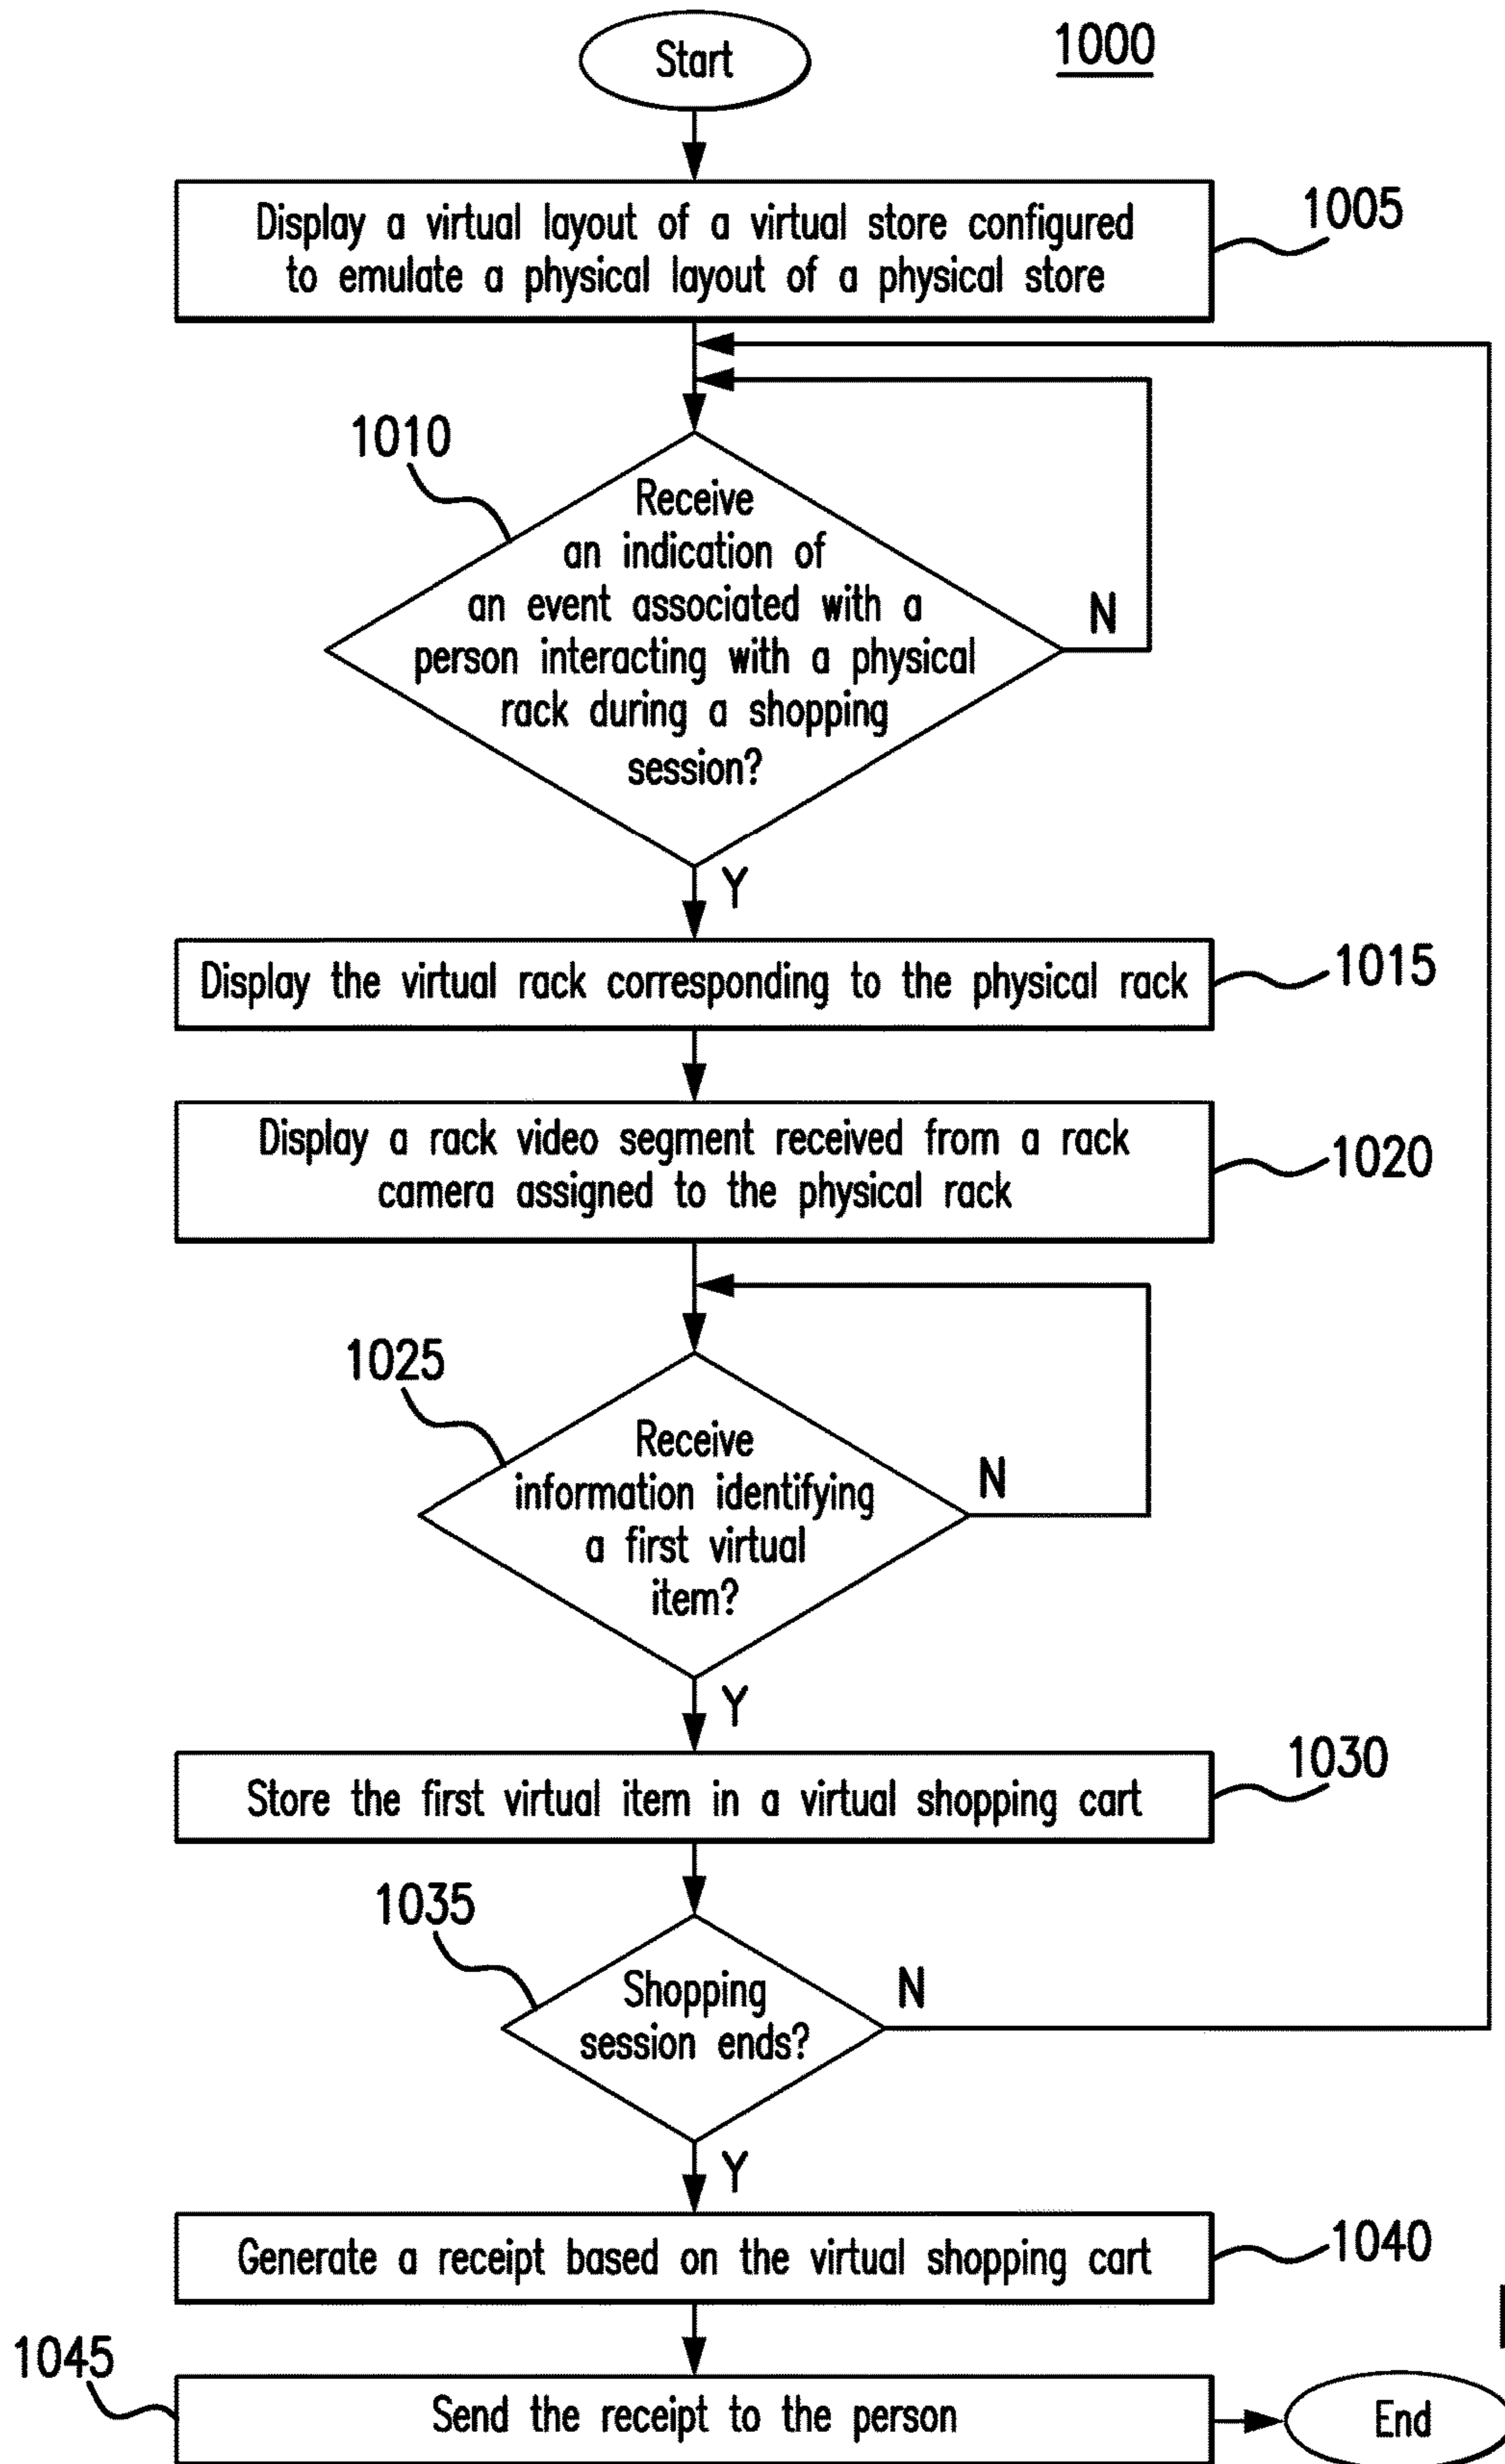 Start
1000
Display a virtual layout of a virtual store configured
to emulate a physical layout of a physical store
1005
1010
Receive
an indication of
an event associated with a
person interacting with a physical
rack during a shopping
session?
N
Y
Display the virtual rack corresponding to the physical rack
1015
Display a rack video segment received from a rack
camera assigned to the physical rack
1020
1025
Receive
information identifying
a first virtual
item?
N
Y
Store the first virtual item in a virtual shopping cart
1030
1035
Shopping
session ends?
N
Y
Generate a receipt based on the virtual shopping cart
1040
1045
Send the receipt to the person
End